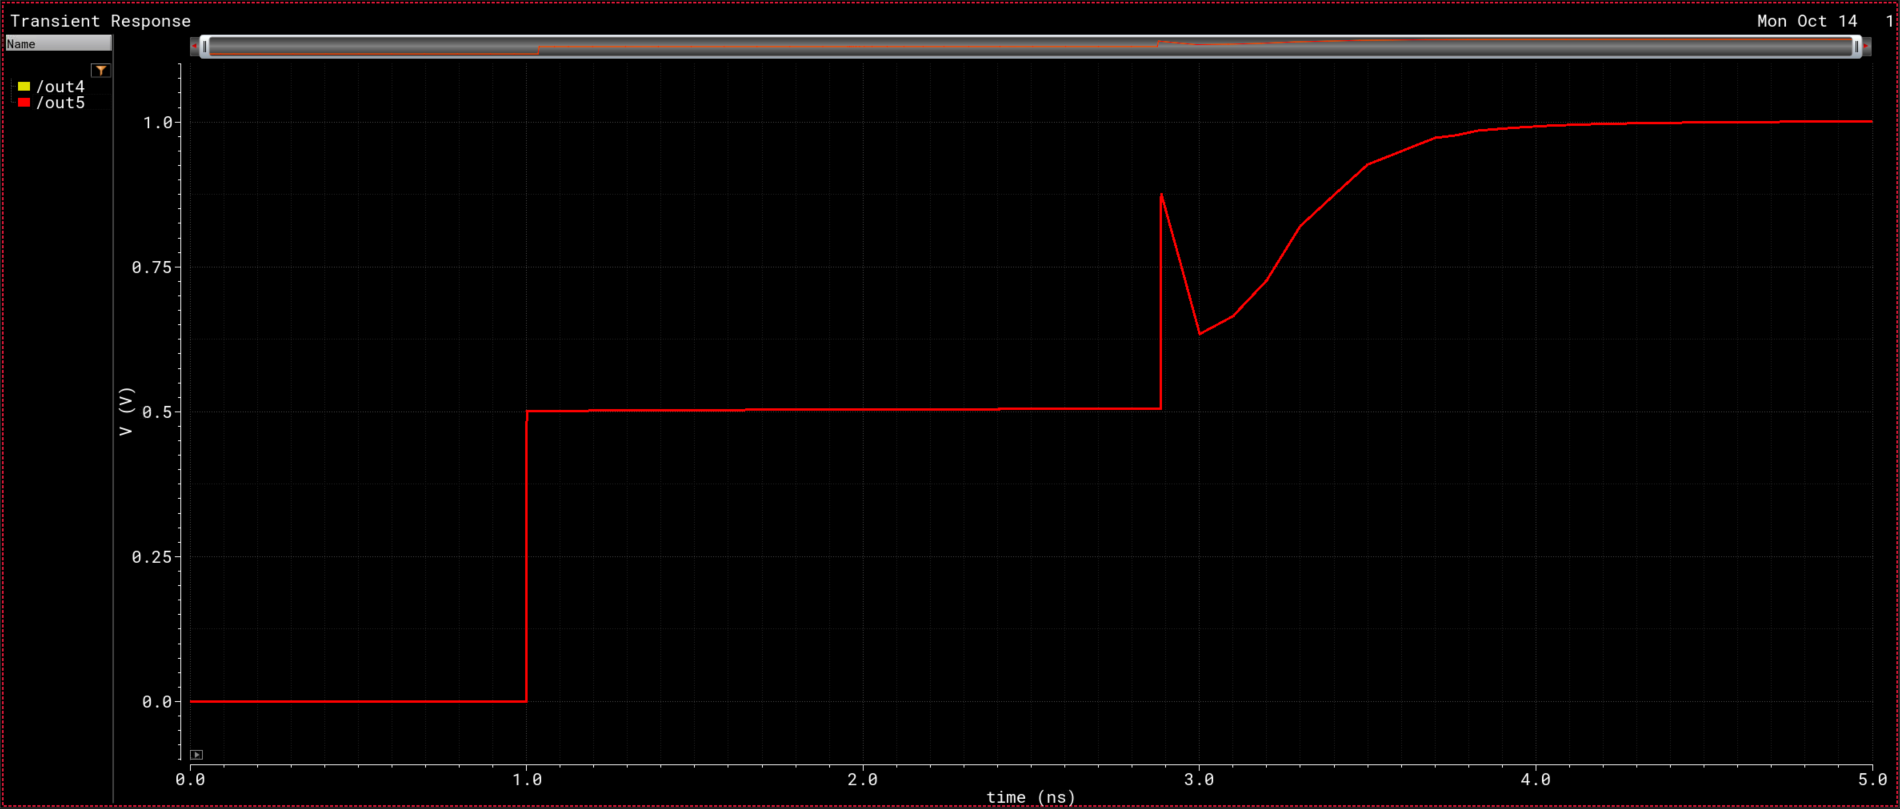 Transient Response
Mon Oct 14 1
Name
/out4
/out5
1.0
0.75
0.5
0.25
0.0
V (V)
0.0 1.0 2.0 3.0 4.0 5.0
time (ns)